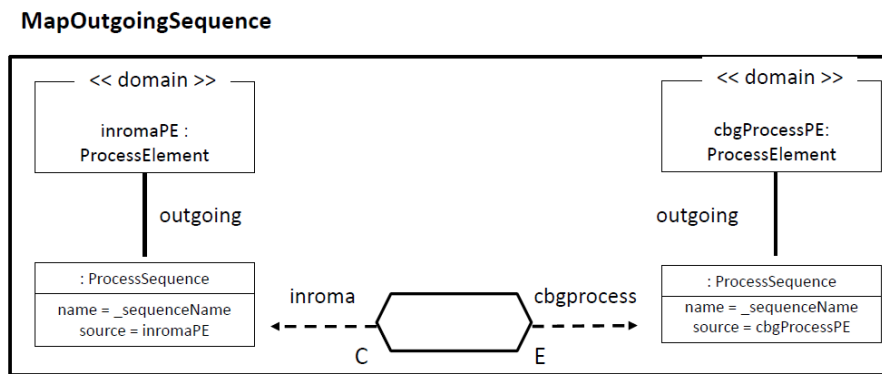 MapOutgoingSequence
<< domain >>
inromaPE :
ProcessElement
outgoing
: ProcessSequence
name = _sequenceName
source = inromaPE
inroma
C
cbgprocess
E
<< domain >>
cbgProcessPE:
ProcessElement
outgoing
: ProcessSequence
name = _sequenceName
source = cbgProcessPE